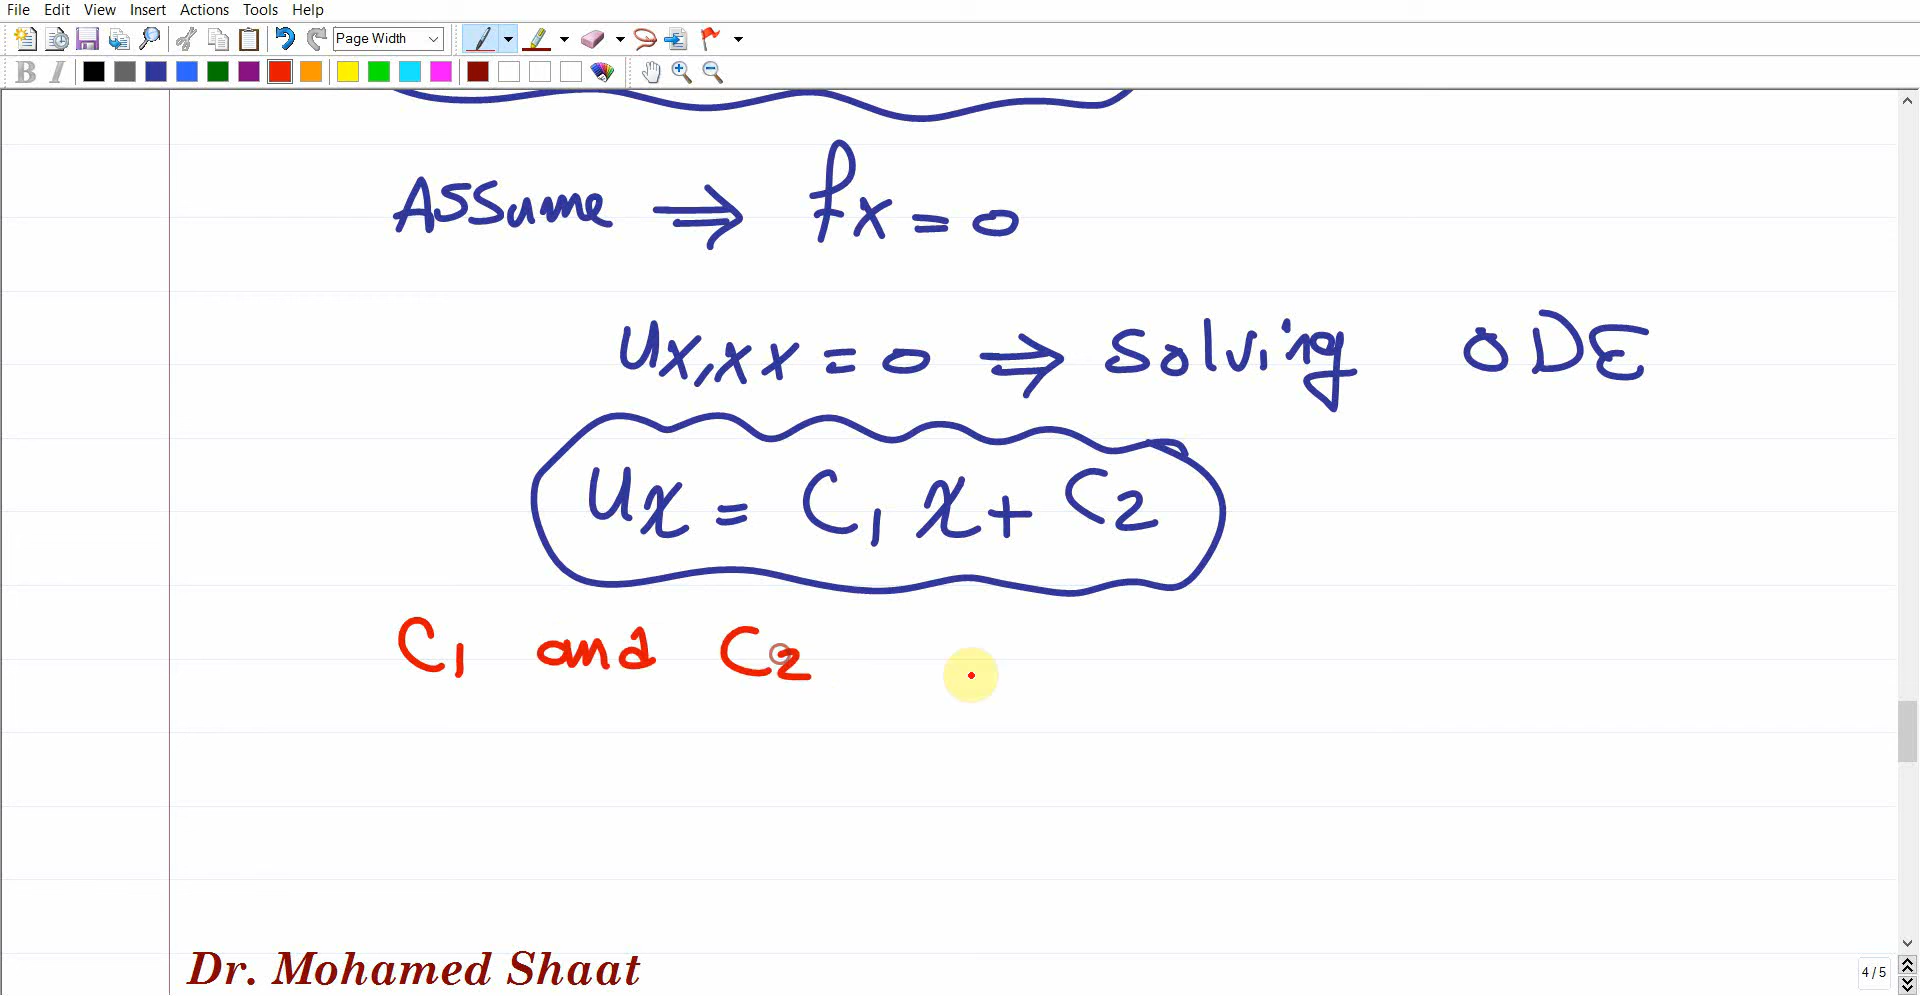 File Edit View Insert Actions Tools Help
Page Width
B I
Assume ⇒ fx = 0
Ux,xx = 0 ⇒ Solving ODE
Ux = C1 x + C2
C1 and C2
Dr. Mohamed Shaat
4 / 5